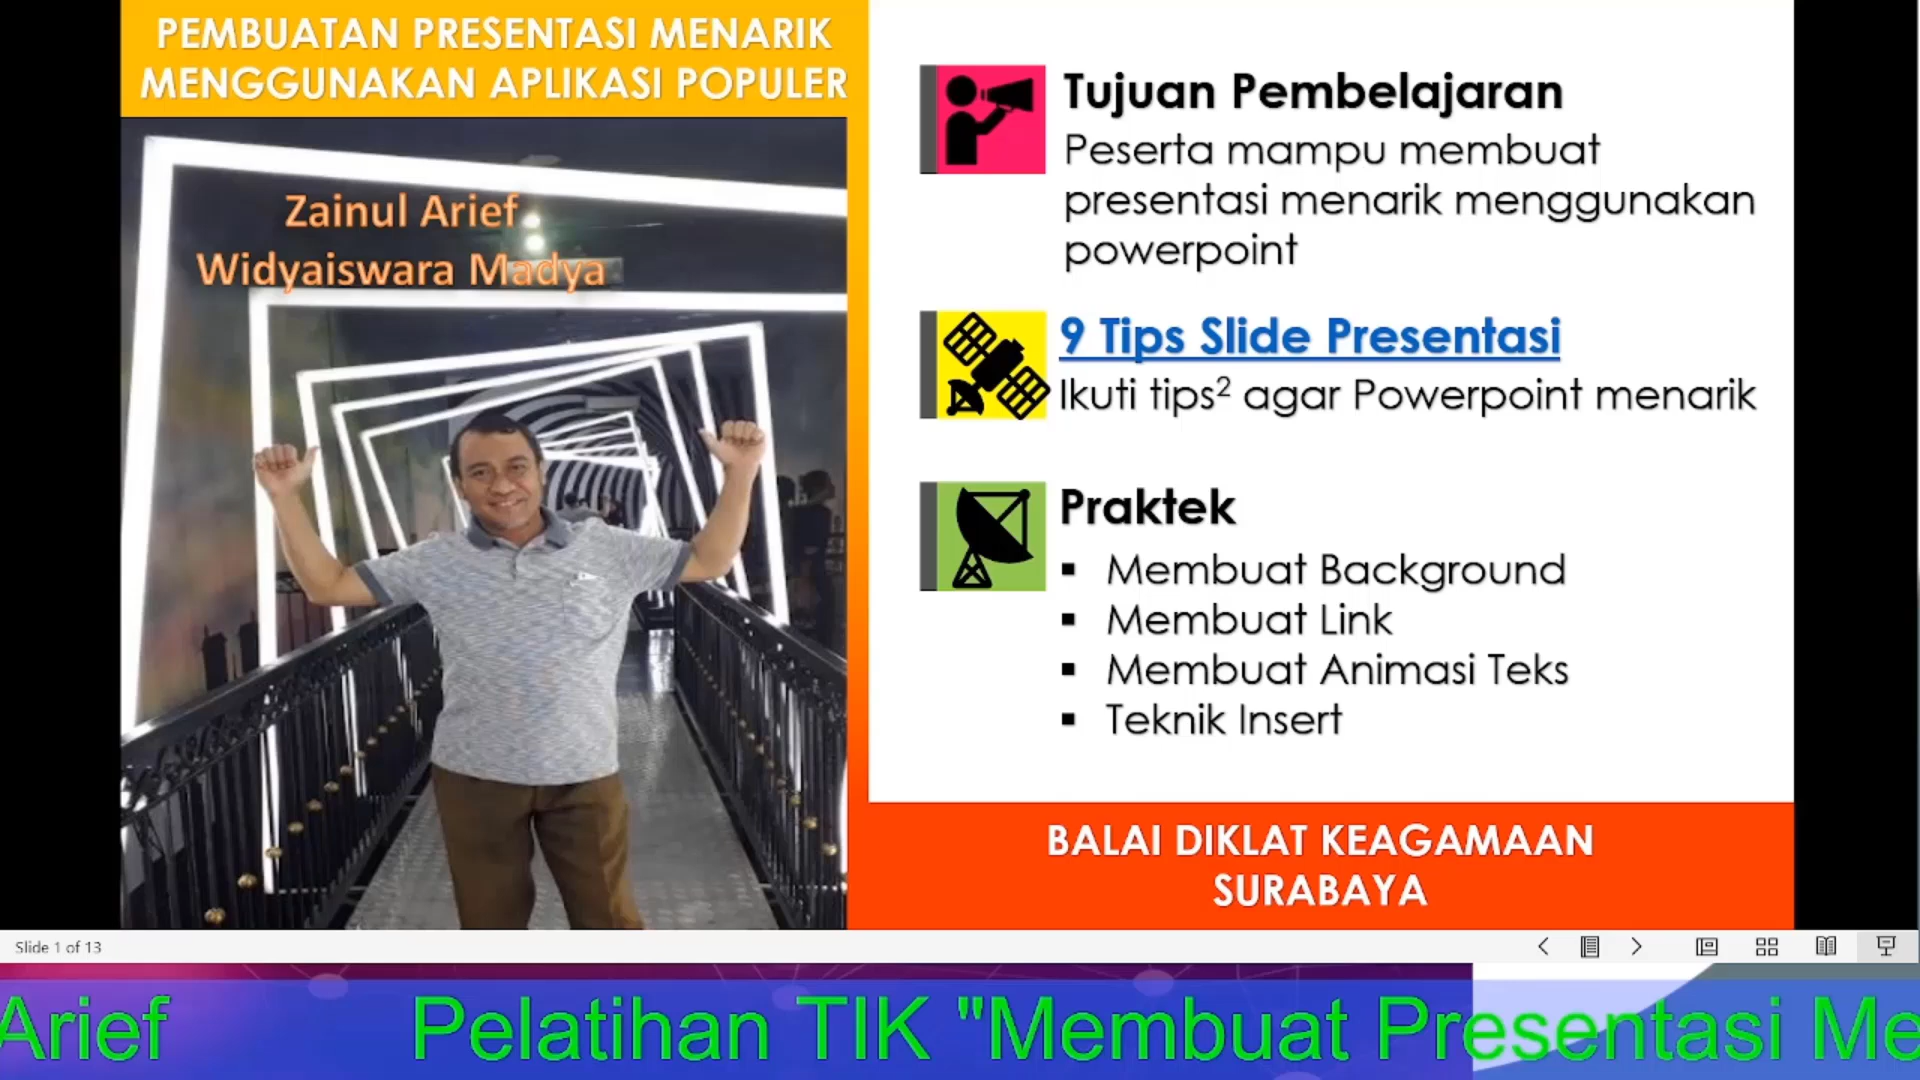 PEMBUATAN PRESENTASI MENARIK
MENGGUNAKAN APLIKASI POPULER
Zainul Arief
Widyaiswara Madya
Tujuan Pembelajaran
Peserta mampu membuat
presentasi menarik menggunakan
powerpoint
9 Tips Slide Presentasi
Ikuti tips² agar Powerpoint menarik
Praktek
▪ Membuat Background
▪ Membuat Link
▪ Membuat Animasi Teks
▪ Teknik Insert
BALAI DIKLAT KEAGAMAAN
SURABAYA
Slide 1 of 13
Arief Pelatihan TIK "Membuat Presentasi Me